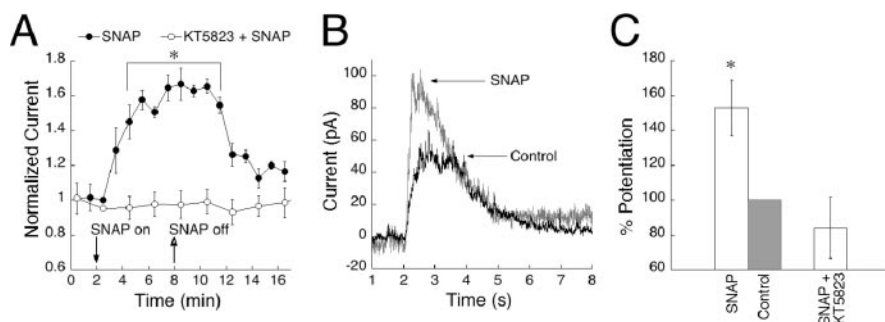 A
SNAP
KT5823 + SNAP
*
Normalized Current
1.8
1.6
1.4
1.2
1
0.8
0.6
SNAP on
SNAP off
0 2 4 6 8 10 12 14 16
Time (min)
B
Current (pA)
100
80
60
40
20
0
-20
SNAP
Control
1 2 3 4 5 6 7 8
Time (s)
C
% Potentiation
180
160
140
120
100
80
60
*
SNAP
Control
SNAP +
KT5823